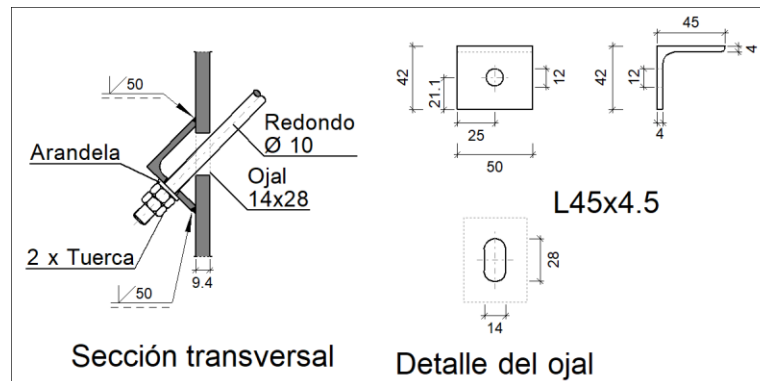 50
Arandela
2 x Tuerca
50
9.4
Redondo
Ø 10
Ojal
14x28
Sección transversal
42
21.1
25
50
12
45
4
42
12
4
L45x4.5
28
14
Detalle del ojal